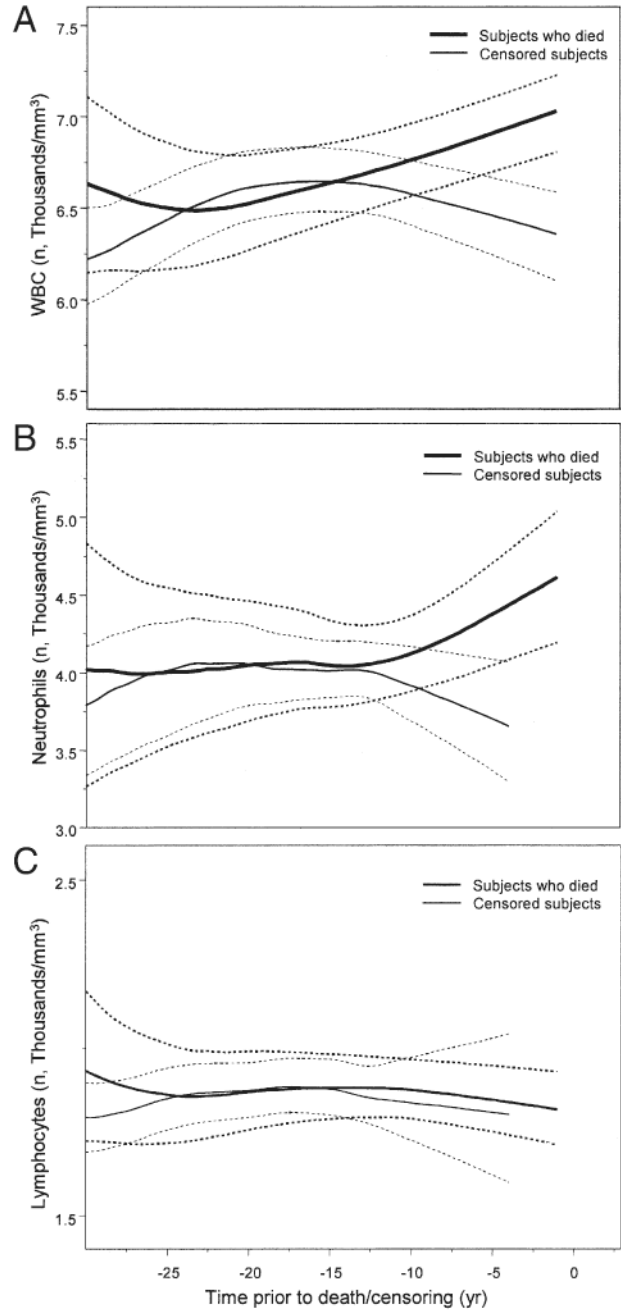 A
7.5
7.0
6.5
6.0
5.5
WBC (n, Thousands/mm³)
Subjects who died
Censored subjects
B
5.5
5.0
4.5
4.0
3.5
3.0
Neutrophils (n, Thousands/mm³)
Subjects who died
Censored subjects
C
2.5
1.5
Lymphocytes (n, Thousands/mm³)
Subjects who died
Censored subjects
-25 -20 -15 -10 -5 0
Time prior to death/censoring (yr)